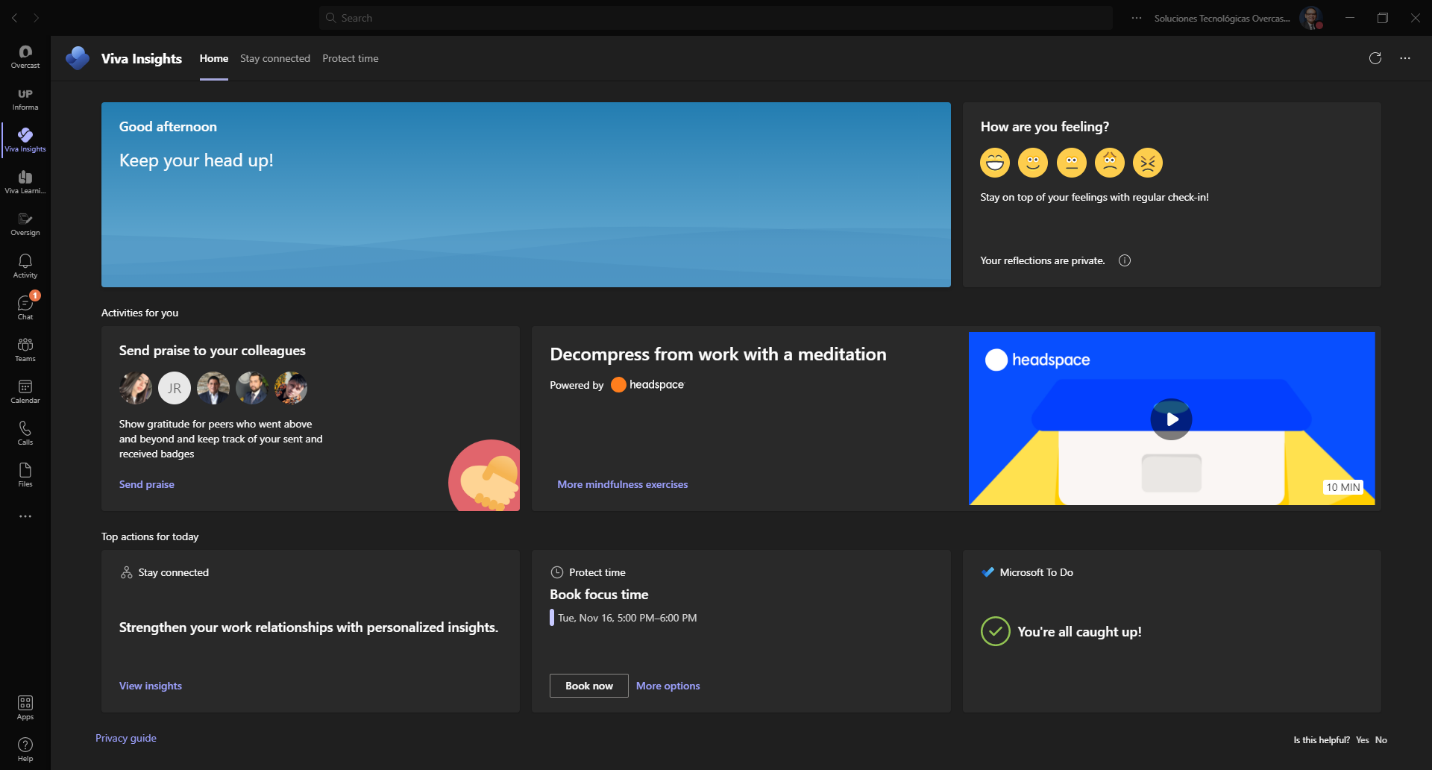 Search
Soluciones Tecnológicas Overcas...
Overcast
UP
Informa
Viva Insights
Viva Learni...
Oversign
Activity
1
Chat
Teams
Calendar
Calls
Files
Apps
Help
Viva Insights
Home
Stay connected
Protect time
Good afternoon
Keep your head up!
How are you feeling?
Stay on top of your feelings with regular check-in!
Your reflections are private.
Activities for you
Send praise to your colleagues
JR
Show gratitude for peers who went above
and beyond and keep track of your sent and
received badges
Send praise
Decompress from work with a meditation
Powered by headspace
More mindfulness exercises
headspace
10 MIN
Top actions for today
Stay connected
Strengthen your work relationships with personalized insights.
View insights
Protect time
Book focus time
Tue, Nov 16, 5:00 PM–6:00 PM
Book now
More options
Microsoft To Do
You're all caught up!
Privacy guide
Is this helpful? Yes No